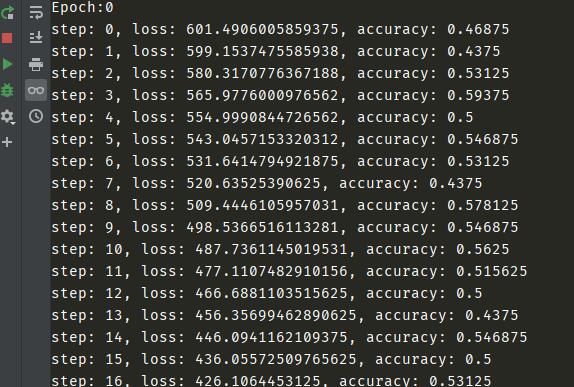 Epoch:0
step: 0, loss: 601.4906005859375, accuracy: 0.46875
step: 1, loss: 599.1537475585938, accuracy: 0.4375
step: 2, loss: 580.3170776367188, accuracy: 0.53125
step: 3, loss: 565.9776000976562, accuracy: 0.59375
step: 4, loss: 554.9990844726562, accuracy: 0.5
step: 5, loss: 543.0457153320312, accuracy: 0.546875
step: 6, loss: 531.6414794921875, accuracy: 0.53125
step: 7, loss: 520.63525390625, accuracy: 0.4375
step: 8, loss: 509.4446105957031, accuracy: 0.578125
step: 9, loss: 498.5366516113281, accuracy: 0.546875
step: 10, loss: 487.7361145019531, accuracy: 0.5625
step: 11, loss: 477.1107482910156, accuracy: 0.515625
step: 12, loss: 466.6881103515625, accuracy: 0.5
step: 13, loss: 456.35699462890625, accuracy: 0.4375
step: 14, loss: 446.0941162109375, accuracy: 0.546875
step: 15, loss: 436.05572509765625, accuracy: 0.5
step: 16, loss: 426.1064453125, accuracy: 0.53125